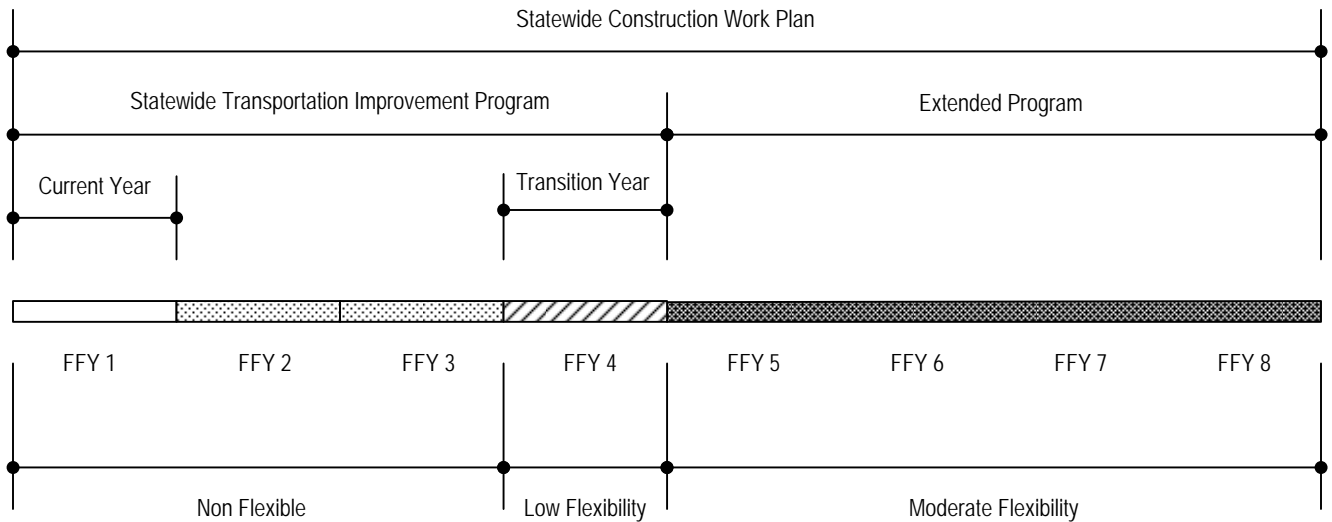 Statewide Construction Work Plan
Statewide Transportation Improvement Program
Extended Program
Current Year
Transition Year
FFY 1 FFY 2 FFY 3 FFY 4 FFY 5 FFY 6 FFY 7 FFY 8
Non Flexible Low Flexibility Moderate Flexibility